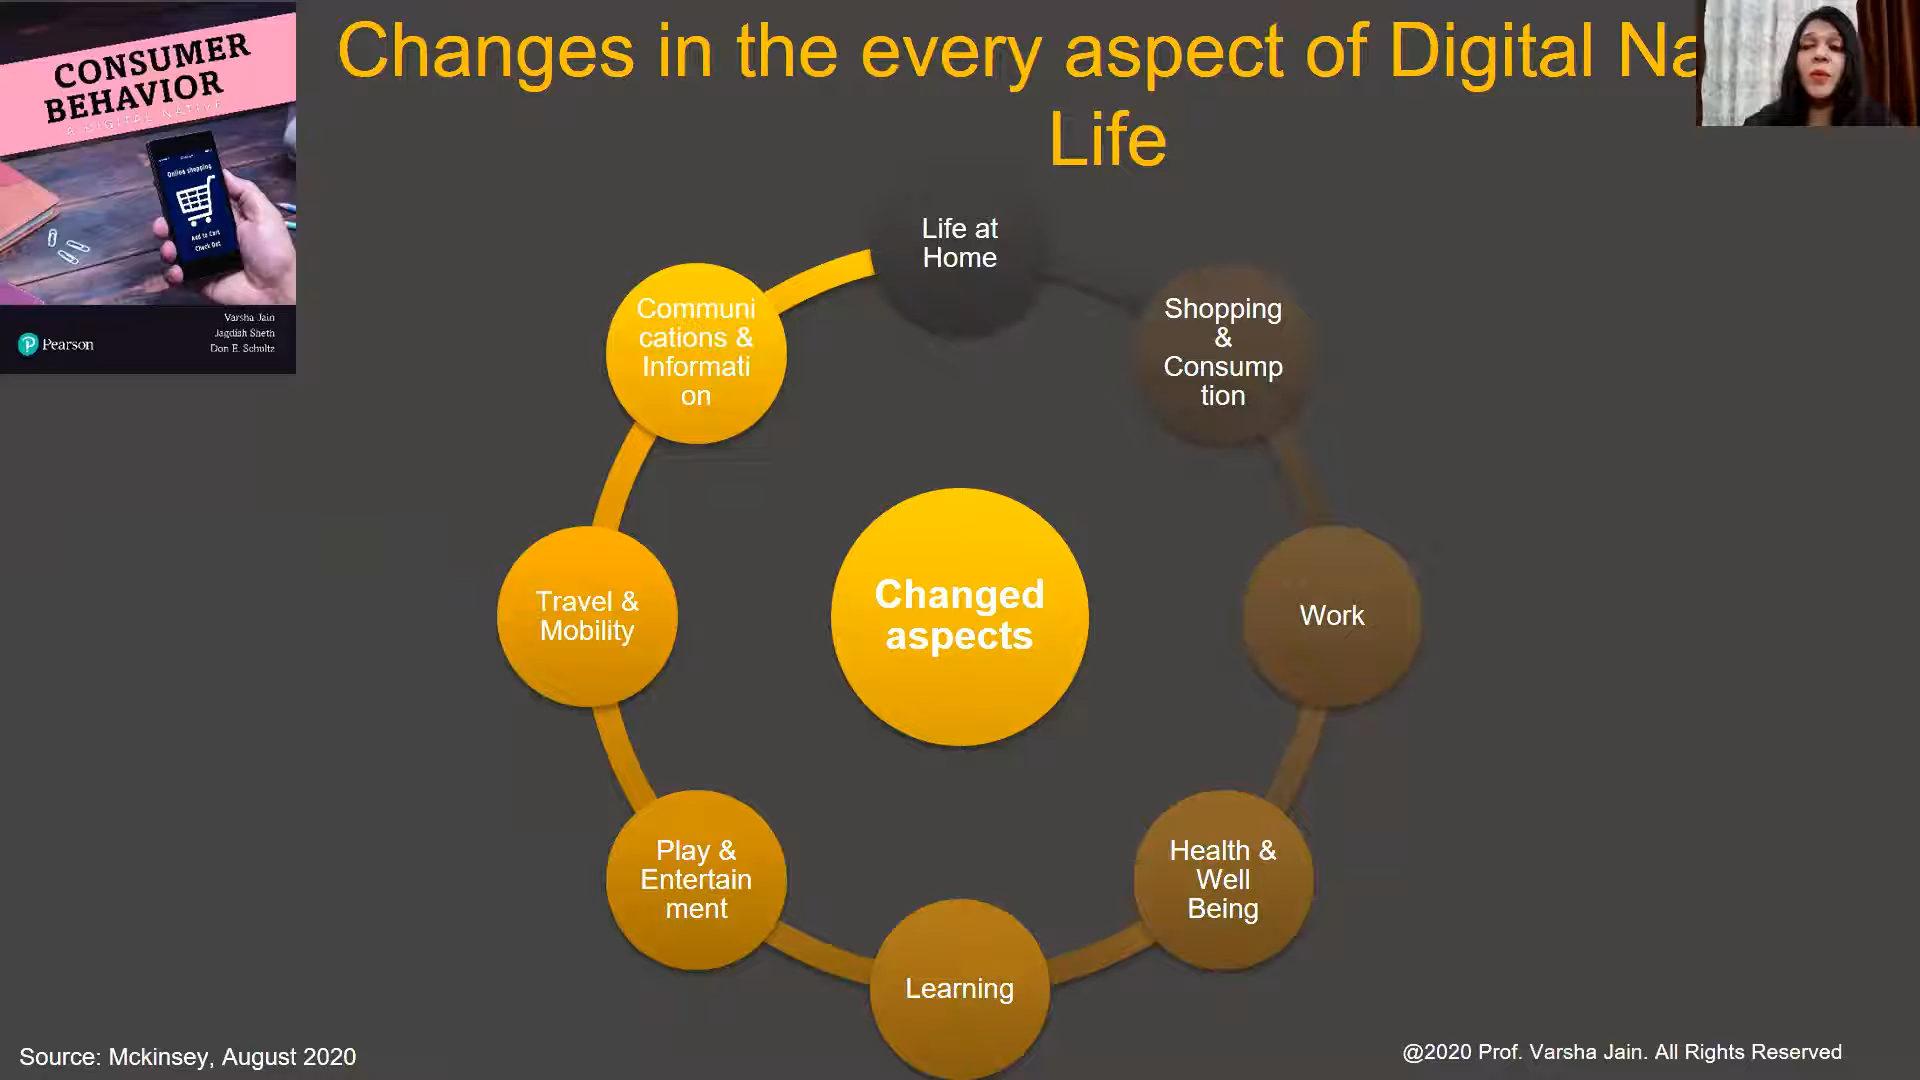 CONSUMER
BEHAVIOR
A DIGITAL NATIVE
Online shopping
Add to Cart
Check Out
Varsha Jain
Jagdish Sheth
Don E. Schultz
Pearson
Changes in the every aspect of Digital Na
Life
Life at
Home
Shopping
&
Consump
tion
Work
Health &
Well
Being
Learning
Play &
Entertain
ment
Travel &
Mobility
Communi
cations &
Informati
on
Changed
aspects
Source: Mckinsey, August 2020
@2020 Prof. Varsha Jain. All Rights Reserved